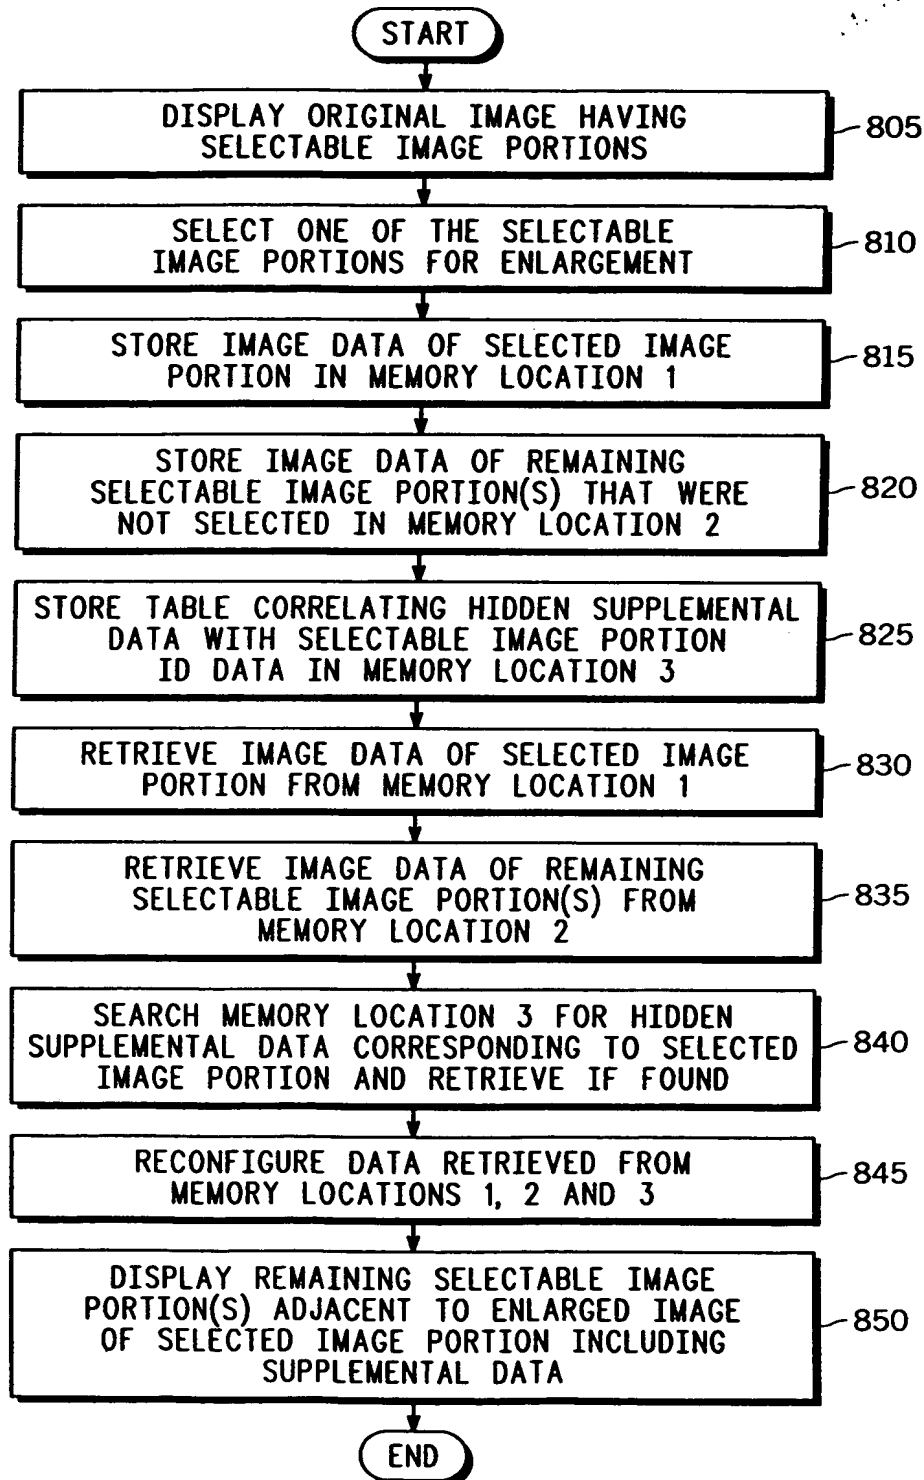 START
DISPLAY ORIGINAL IMAGE HAVING
SELECTABLE IMAGE PORTIONS
805
SELECT ONE OF THE SELECTABLE
IMAGE PORTIONS FOR ENLARGEMENT
810
STORE IMAGE DATA OF SELECTED IMAGE
PORTION IN MEMORY LOCATION 1
815
STORE IMAGE DATA OF REMAINING
SELECTABLE IMAGE PORTION(S) THAT WERE
NOT SELECTED IN MEMORY LOCATION 2
820
STORE TABLE CORRELATING HIDDEN SUPPLEMENTAL
DATA WITH SELECTABLE IMAGE PORTION
ID DATA IN MEMORY LOCATION 3
825
RETRIEVE IMAGE DATA OF SELECTED IMAGE
PORTION FROM MEMORY LOCATION 1
830
RETRIEVE IMAGE DATA OF REMAINING
SELECTABLE IMAGE PORTION(S) FROM
MEMORY LOCATION 2
835
SEARCH MEMORY LOCATION 3 FOR HIDDEN
SUPPLEMENTAL DATA CORRESPONDING TO SELECTED
IMAGE PORTION AND RETRIEVE IF FOUND
840
RECONFIGURE DATA RETRIEVED FROM
MEMORY LOCATIONS 1, 2 AND 3
845
DISPLAY REMAINING SELECTABLE IMAGE
PORTION(S) ADJACENT TO ENLARGED IMAGE
OF SELECTED IMAGE PORTION INCLUDING
SUPPLEMENTAL DATA
850
END